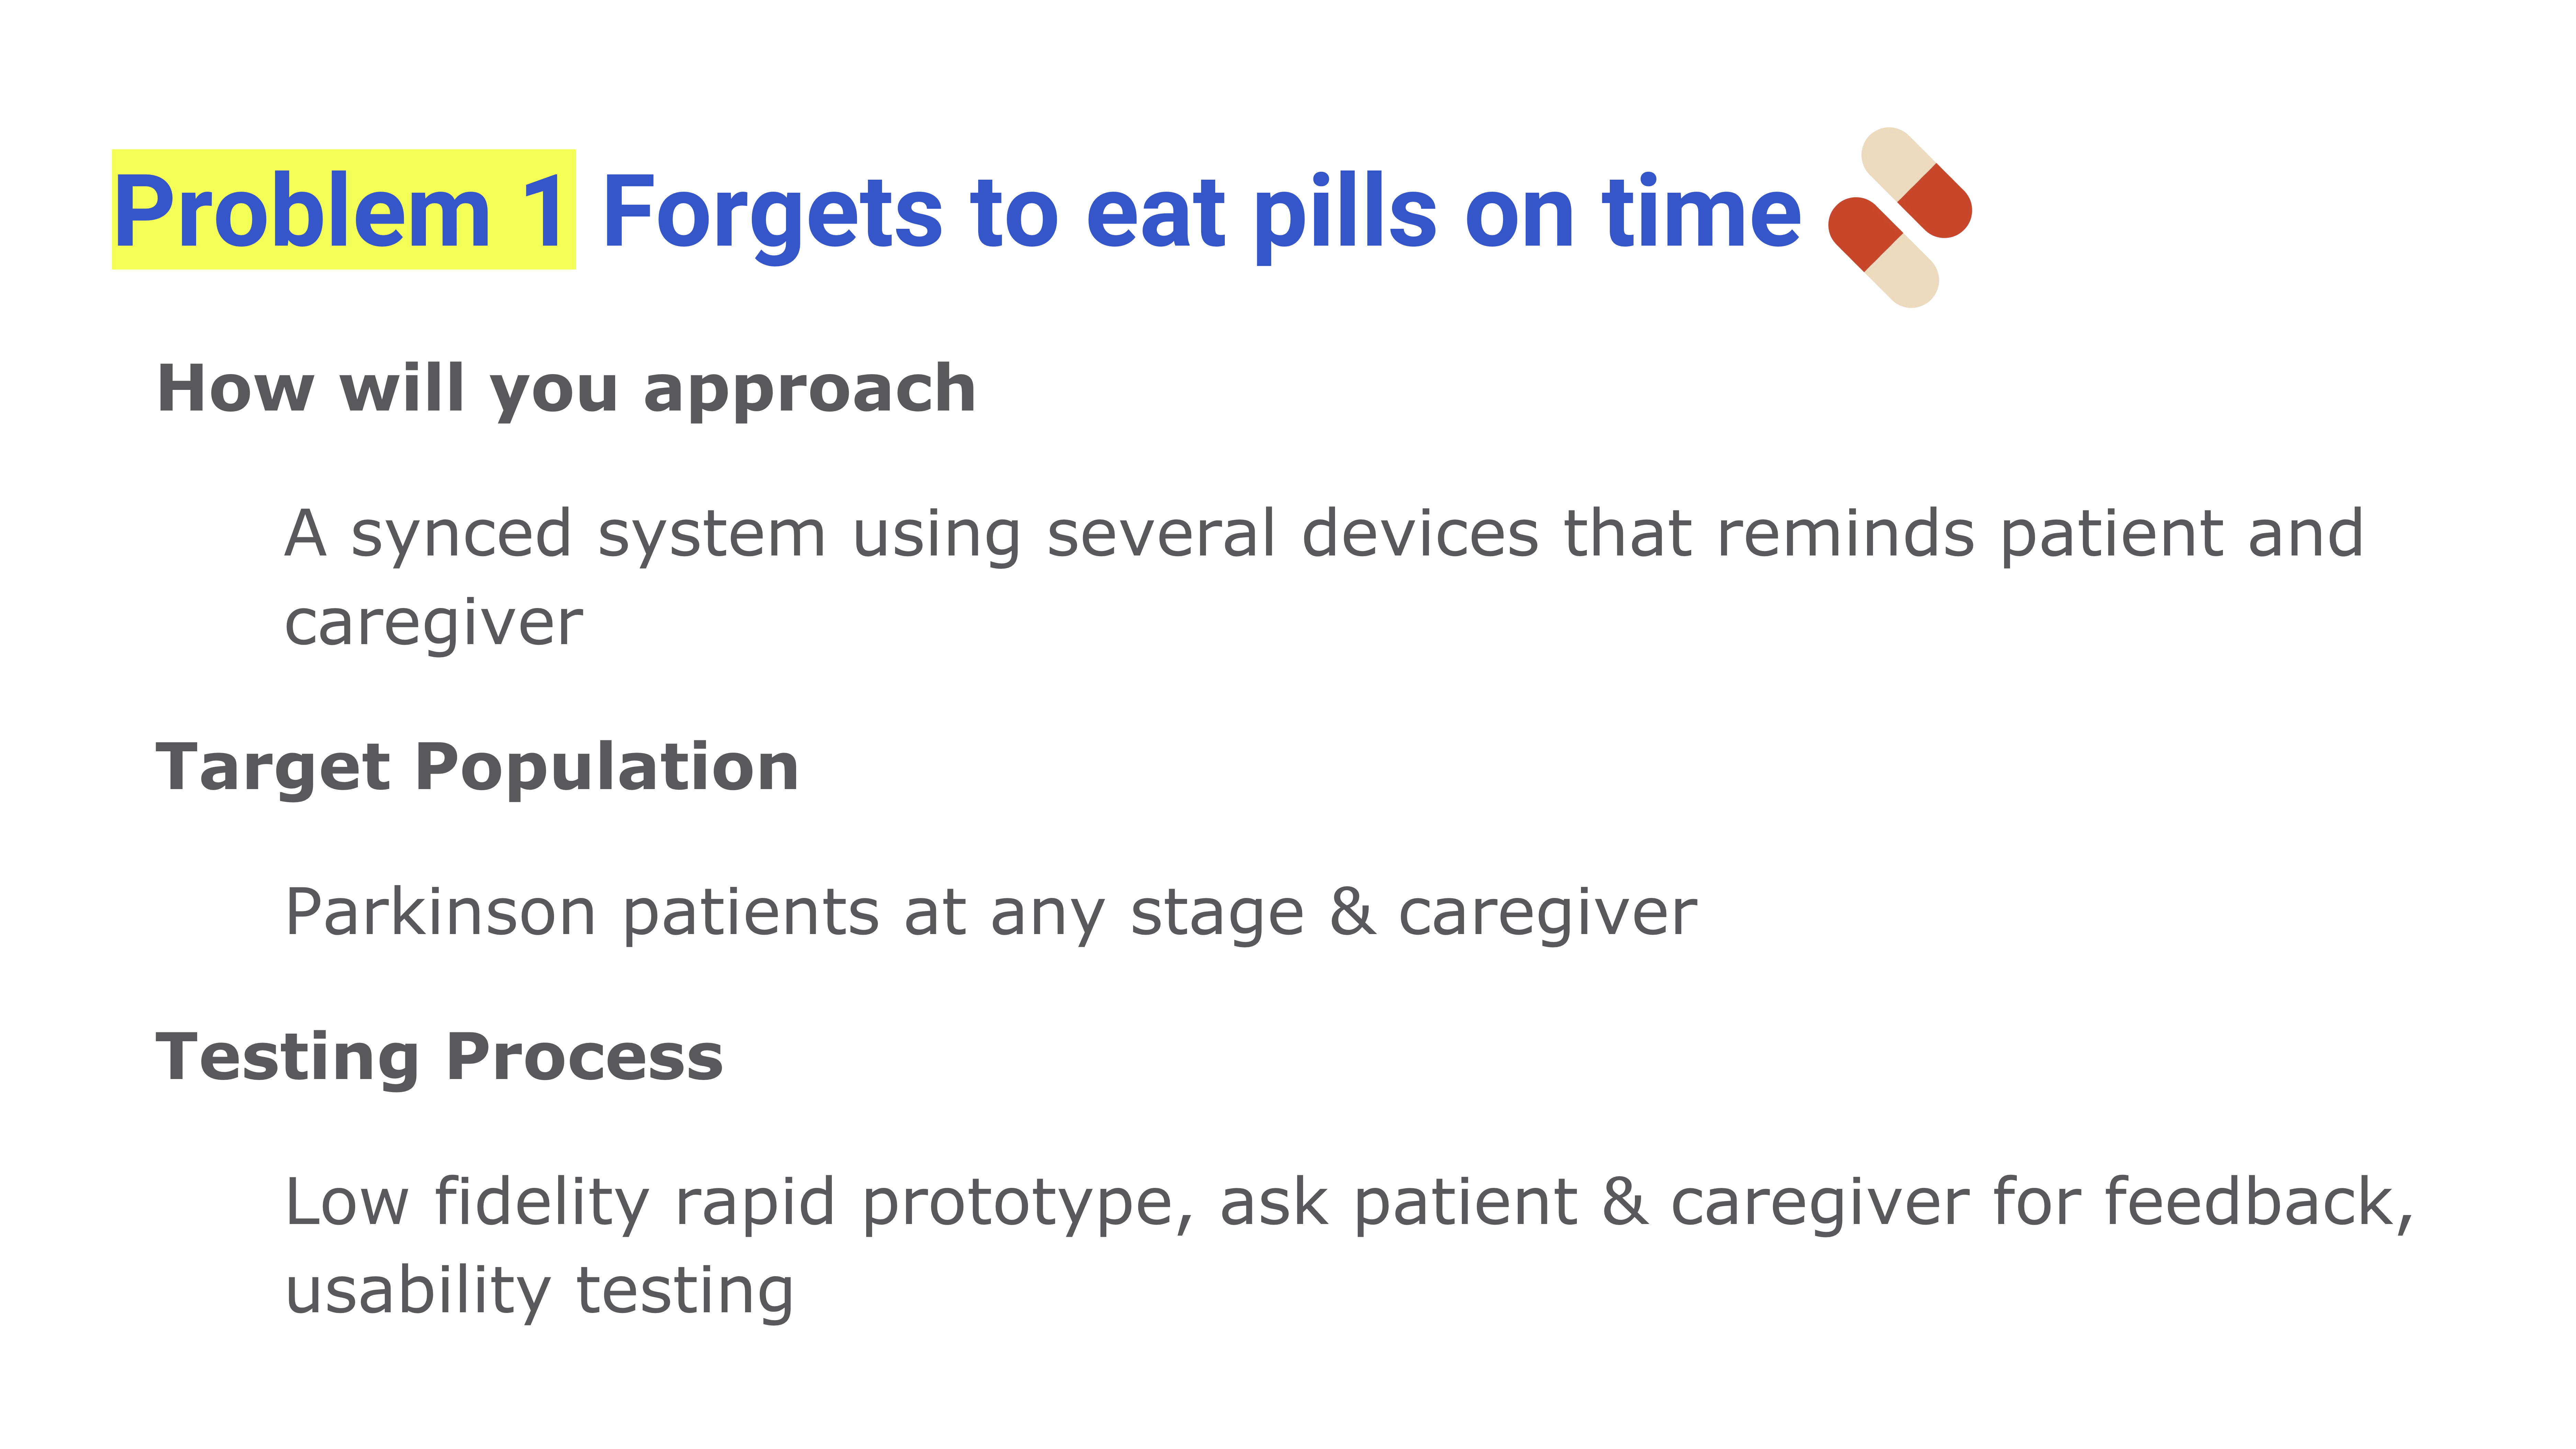 Problem 1 Forgets to eat pills on time
How will you approach
A synced system using several devices that reminds patient and
caregiver
Target Population
Parkinson patients at any stage & caregiver
Testing Process
Low fidelity rapid prototype, ask patient & caregiver for feedback,
usability testing